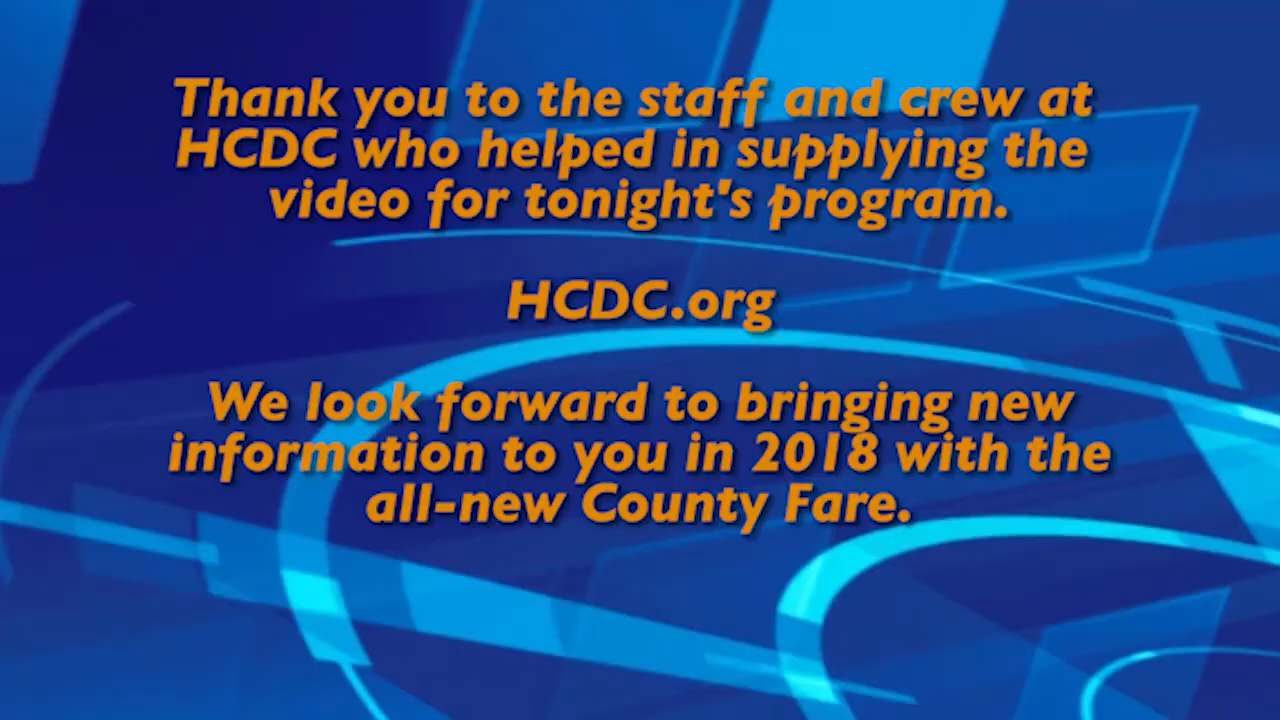 Thank you to the staff and crew at
HCDC who helped in supplying the
video for tonight's program.
HCDC.org
We look forward to bringing new
information to you in 2018 with the
all-new County Fare.